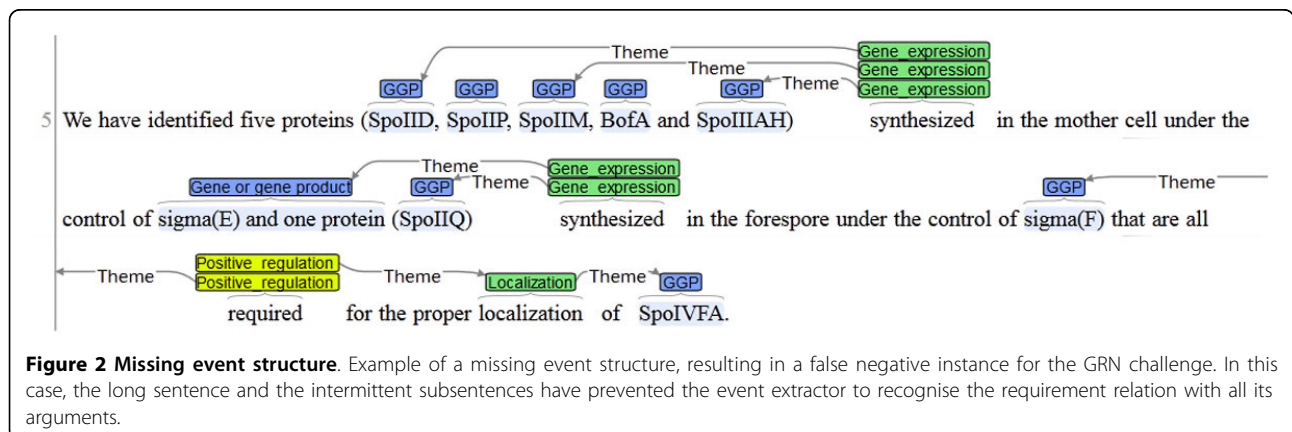 Theme Gene_expression
Theme Gene_expression
GGP GGP GGP GGP GGP Theme Gene_expression
5 We have identified five proteins (SpoIID, SpoIIP, SpoIIM, BofA and SpoIIIAH) synthesized in the mother cell under the
Theme Gene_expression
Gene or gene product GGP Theme Gene_expression GGP Theme
control of sigma(E) and one protein (SpoIIQ) synthesized in the forespore under the control of sigma(F) that are all
Positive_regulation Theme
Theme Positive_regulation Localization Theme GGP
required for the proper localization of SpoIVFA.
Figure 2 Missing event structure. Example of a missing event structure, resulting in a false negative instance for the GRN challenge. In this
case, the long sentence and the intermittent subsentences have prevented the event extractor to recognise the requirement relation with all its
arguments.